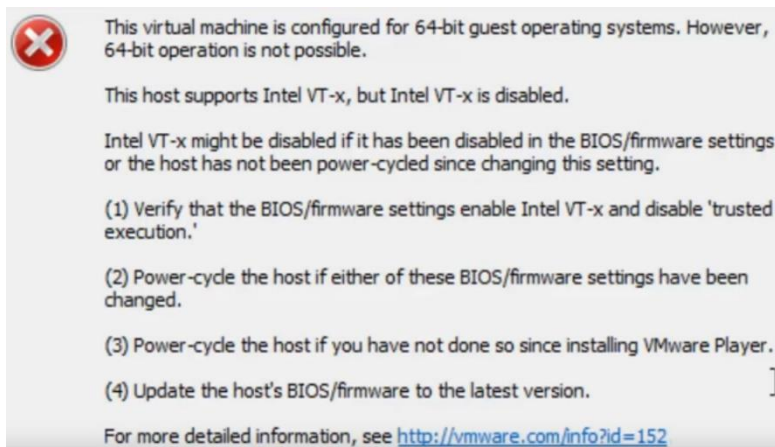 This virtual machine is configured for 64-bit guest operating systems. However,
64-bit operation is not possible.
This host supports Intel VT-x, but Intel VT-x is disabled.
Intel VT-x might be disabled if it has been disabled in the BIOS/firmware settings
or the host has not been power-cycled since changing this setting.
(1) Verify that the BIOS/firmware settings enable Intel VT-x and disable 'trusted
execution.'
(2) Power-cycle the host if either of these BIOS/firmware settings have been
changed.
(3) Power-cycle the host if you have not done so since installing VMware Player.
(4) Update the host's BIOS/firmware to the latest version.
For more detailed information, see http://vmware.com/info?id=152